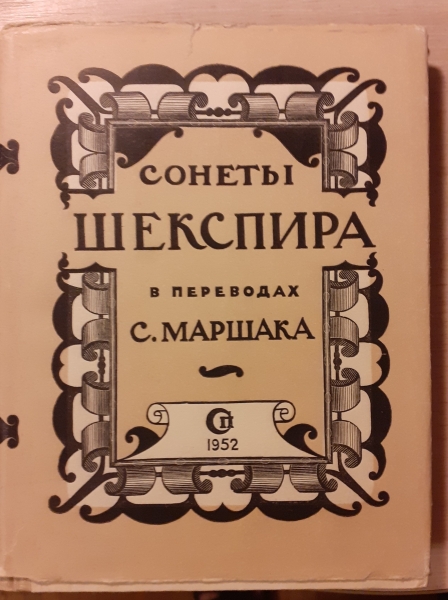 СОНЕТЫ
ШЕКСПИРА
В ПЕРЕВОДАХ
С. МАРШАКА
СП
1952